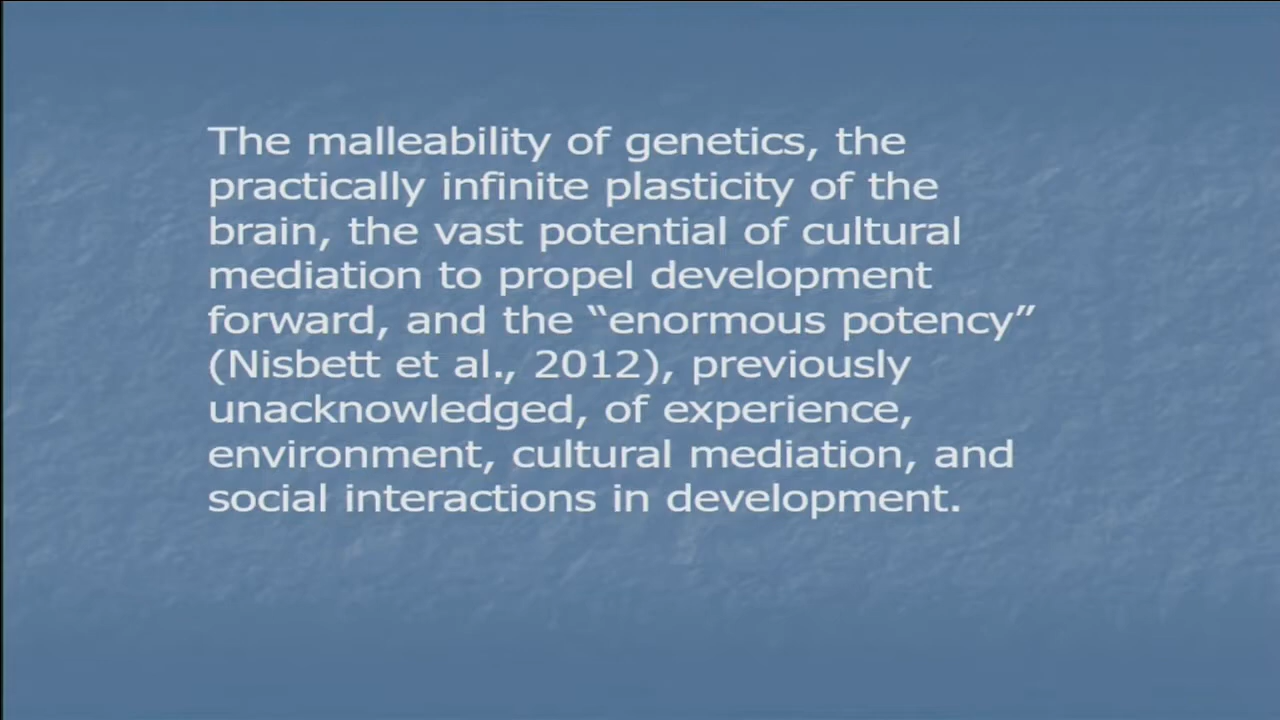 The malleability of genetics, the
practically infinite plasticity of the
brain, the vast potential of cultural
mediation to propel development
forward, and the “enormous potency”
(Nisbett et al., 2012), previously
unacknowledged, of experience,
environment, cultural mediation, and
social interactions in development.